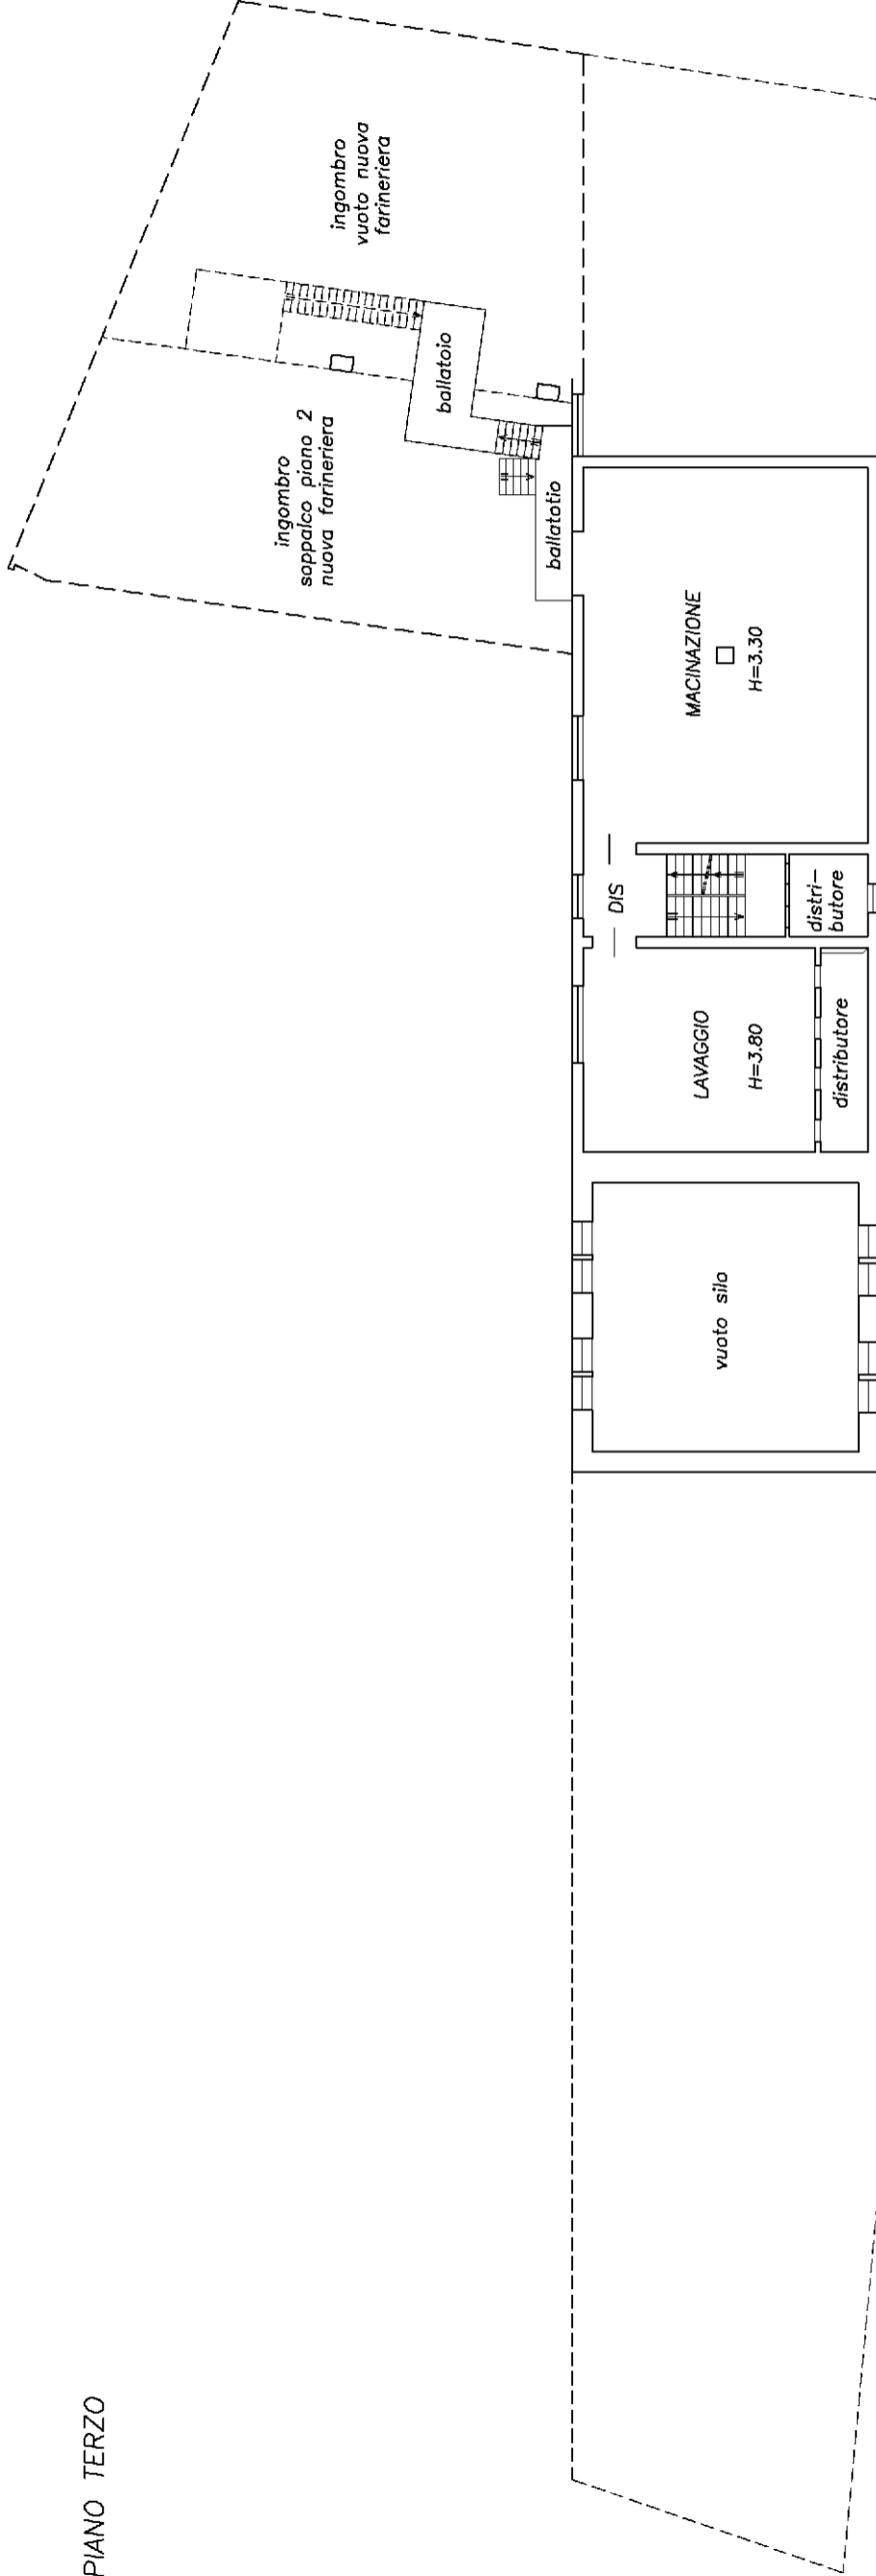 PIANO TERZO
ingombro
vuoto nuova
farineriera
ballatoio
ingombro
soppalco piano 2
nuova farineriera
ballatotio
MACINAZIONE
H=3.30
DIS
distri-
butore
LAVAGGIO
H=3.80
distributore
vuoto silo